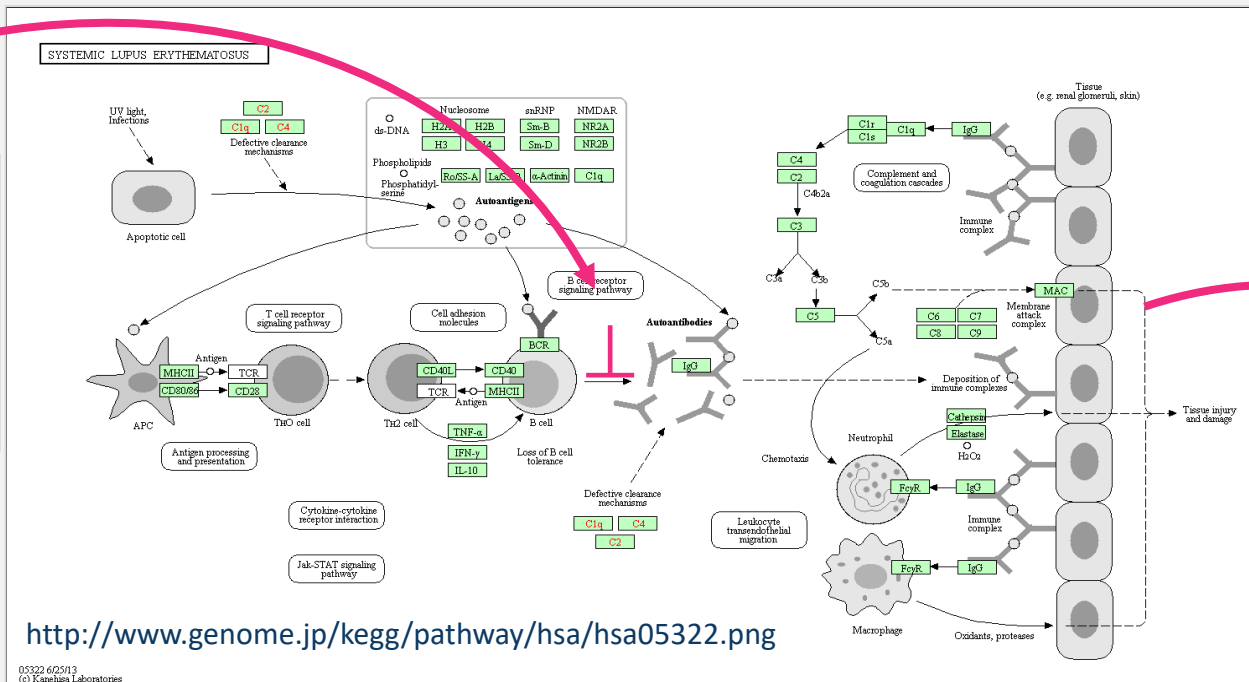 SYSTEMIC LUPUS ERYTHEMATOSUS
UV light,
Infections
C2
C1q
C4
Defective clearance
mechanisms
Apoptotic cell
Nucleosome
snRNP
NMDAR
ds-DNA
H2B
Sm-B
NR2A
H3
Sm-D
NR2B
Phospholipids
Phosphatidyl-
serine
Ro/SS-A
α-Actinin
C1q
Autoantigens
Tissue
(e.g. renal glomeruli, skin)
C1r
C1s
C1q
IgG
C4
C2
C4b2a
Complement and
coagulation cascades
Immune
complex
C3
C3a
C3b
C5
C5b
C5a
MAC
Membrane
attack
complex
C6
C7
C8
C9
T cell receptor
signaling pathway
Cell adhesion
molecules
B cell receptor
signaling pathway
Autoantibodies
BCR
IgG
MHCII
Antigen
TCR
CD80/86
CD28
APC
TH0 cell
CD40L
CD40
TCR
MHCII
Antigen
TH2 cell
B cell
TNF-α
IFN-γ
IL-10
Loss of B cell
tolerance
Antigen processing
and presentation
Cytokine-cytokine
receptor interaction
Jak-STAT signaling
pathway
Defective clearance
mechanisms
C1q
C4
C2
Deposition of
immune complexes
Tissue injury
and damage
Cathepsin
Elastase
H2O2
Neutrophil
Chemotaxis
FcγR
IgG
Immune
complex
Leukocyte
transendothelial
migration
FcγR
IgG
Macrophage
Oxidants, proteases
http://www.genome.jp/kegg/pathway/hsa/hsa05322.png
05322 6/25/13
(c) Kanehisa Laboratories